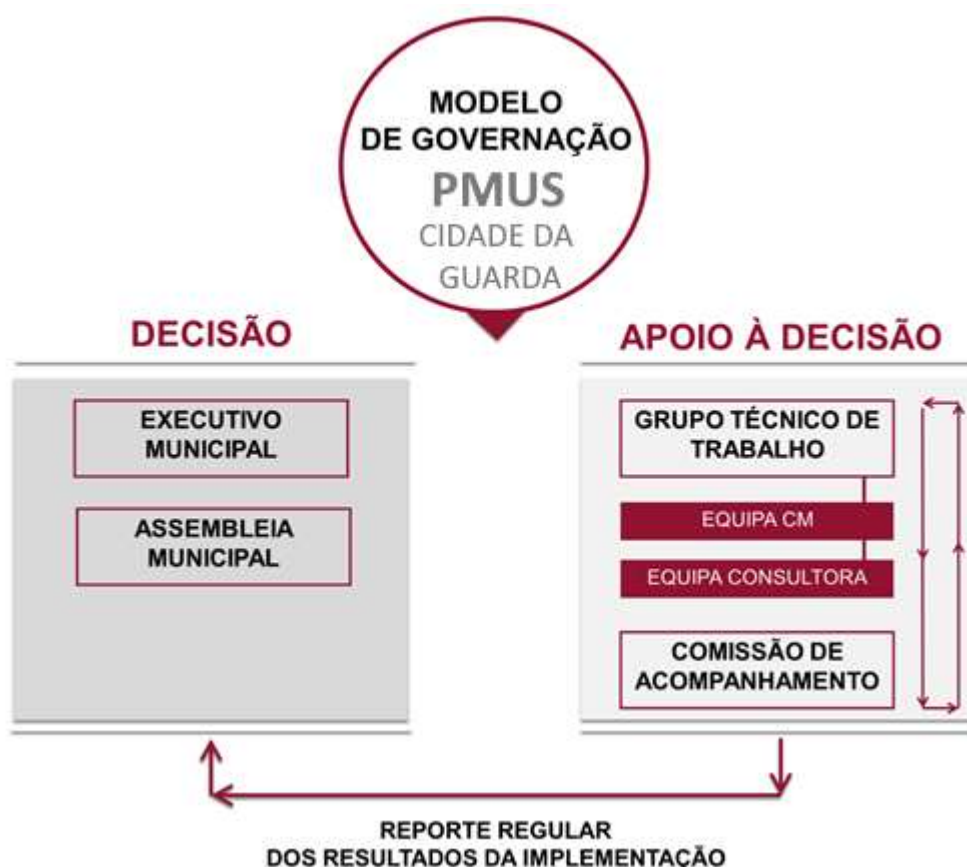 MODELO
DE GOVERNAÇÃO
PMUS
CIDADE DA
GUARDA
DECISÃO
EXECUTIVO
MUNICIPAL
ASSEMBLEIA
MUNICIPAL
APOIO À DECISÃO
GRUPO TÉCNICO DE
TRABALHO
EQUIPA CM
EQUIPA CONSULTORA
COMISSÃO DE
ACOMPANHAMENTO
REPORTE REGULAR
DOS RESULTADOS DA IMPLEMENTAÇÃO